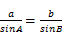 a/sinA = b/sinB